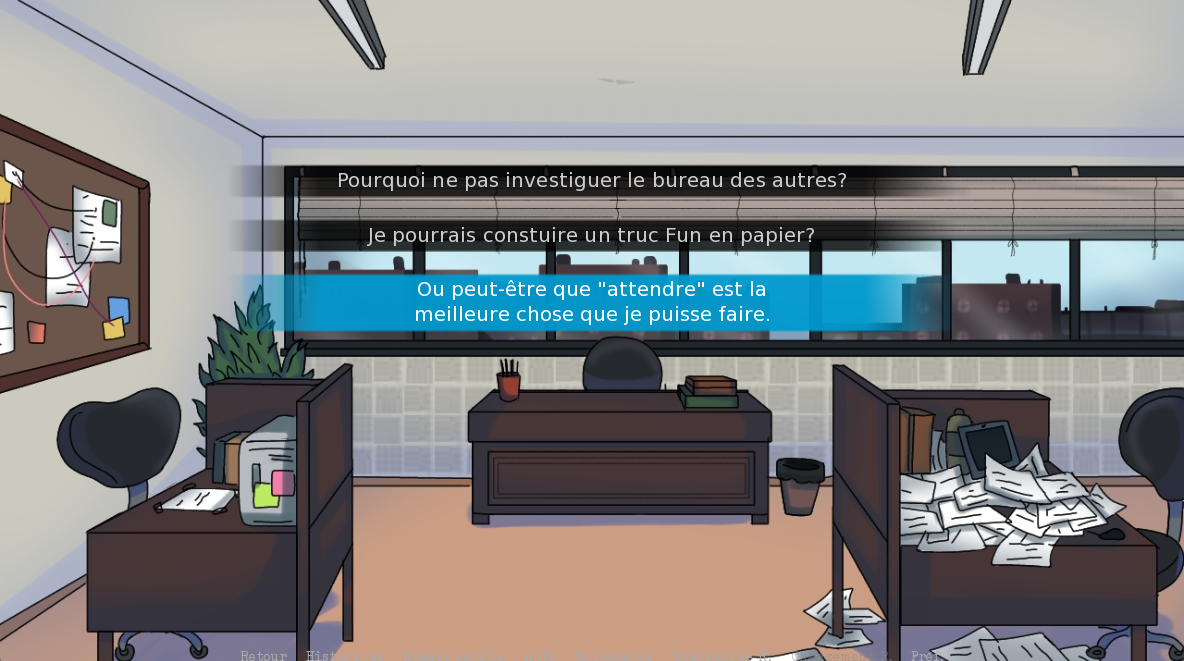 Pourquoi ne pas investiguer le bureau des autres?
Je pourrais constuire un truc Fun en papier?
Ou peut-être que "attendre" est la
meilleure chose que je puisse faire.
Retour